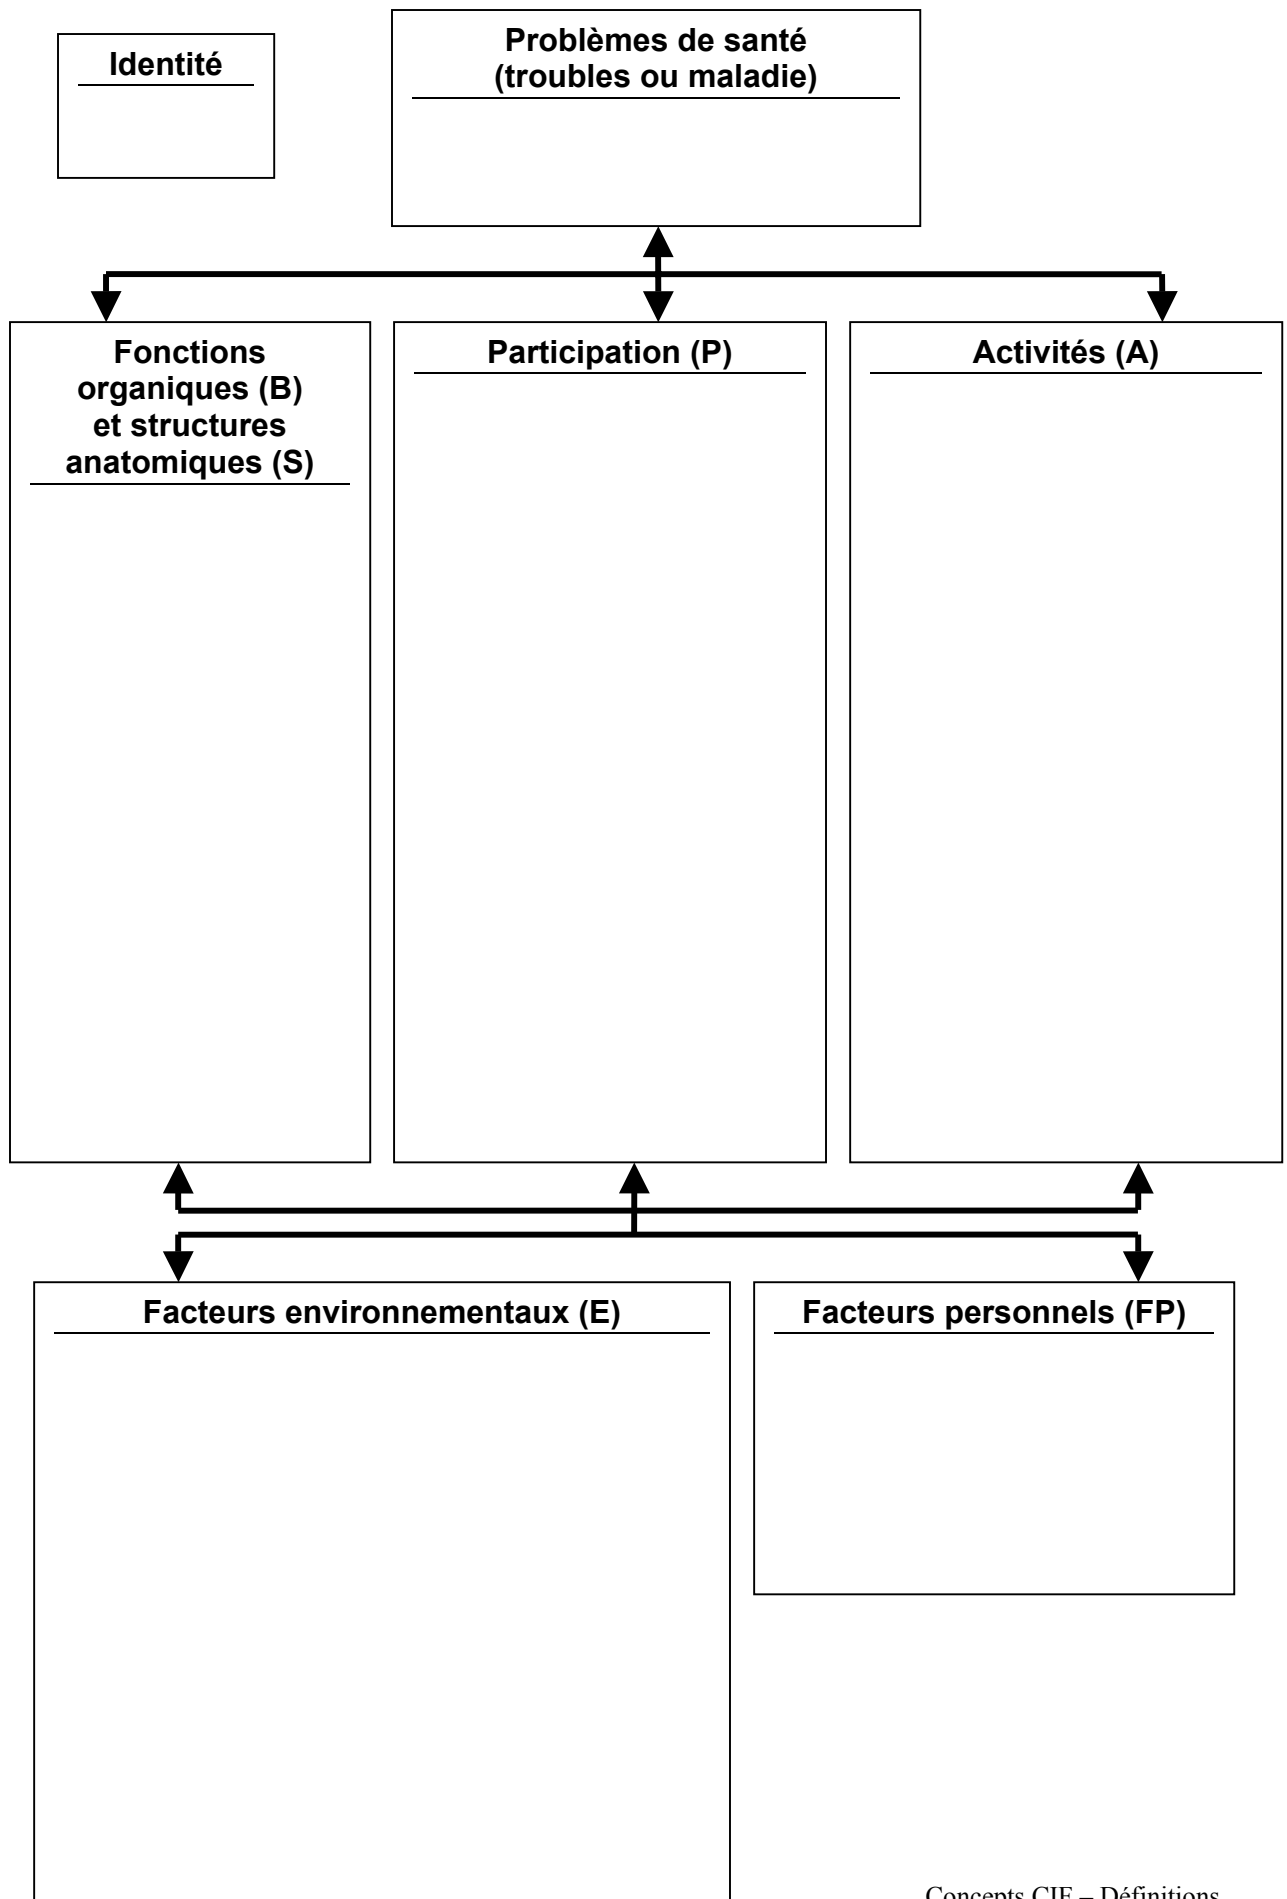 Identité
Problèmes de santé
(troubles ou maladie)
Fonctions
organiques (B)
et structures
anatomiques (S)
Participation (P)
Activités (A)
Facteurs environnementaux (E)
Facteurs personnels (FP)
Concepts CIF – Définitions